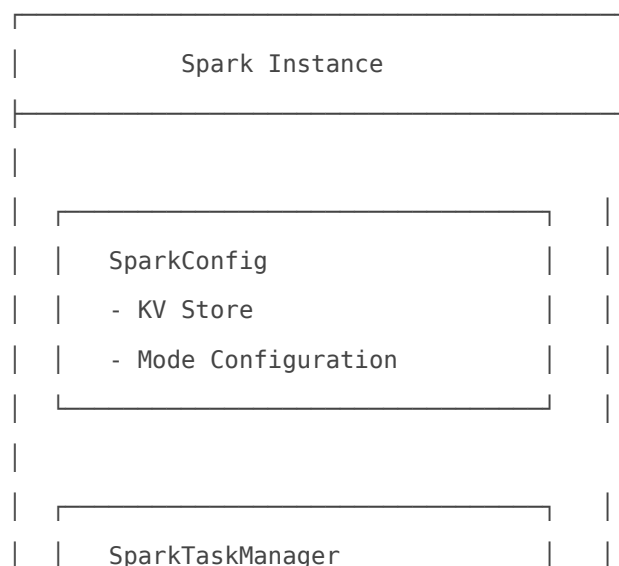 Spark Instance
SparkConfig
- KV Store
- Mode Configuration
SparkTaskManager